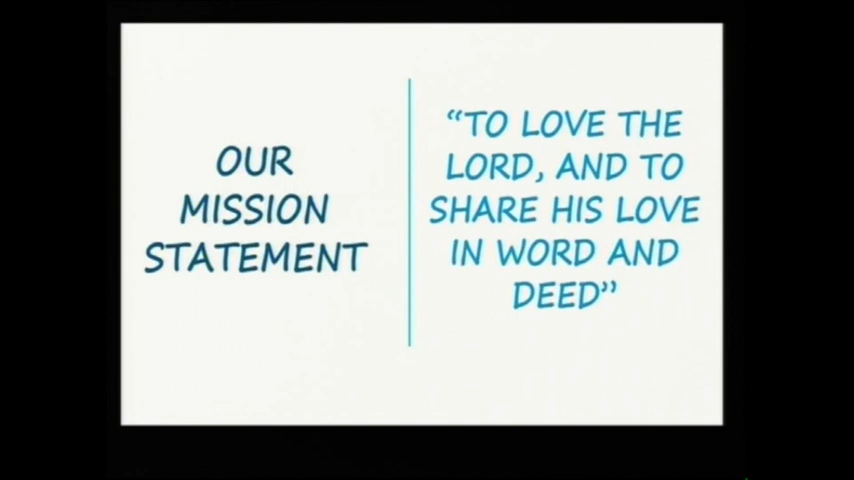 OUR
MISSION
STATEMENT
“TO LOVE THE
LORD, AND TO
SHARE HIS LOVE
IN WORD AND
DEED”